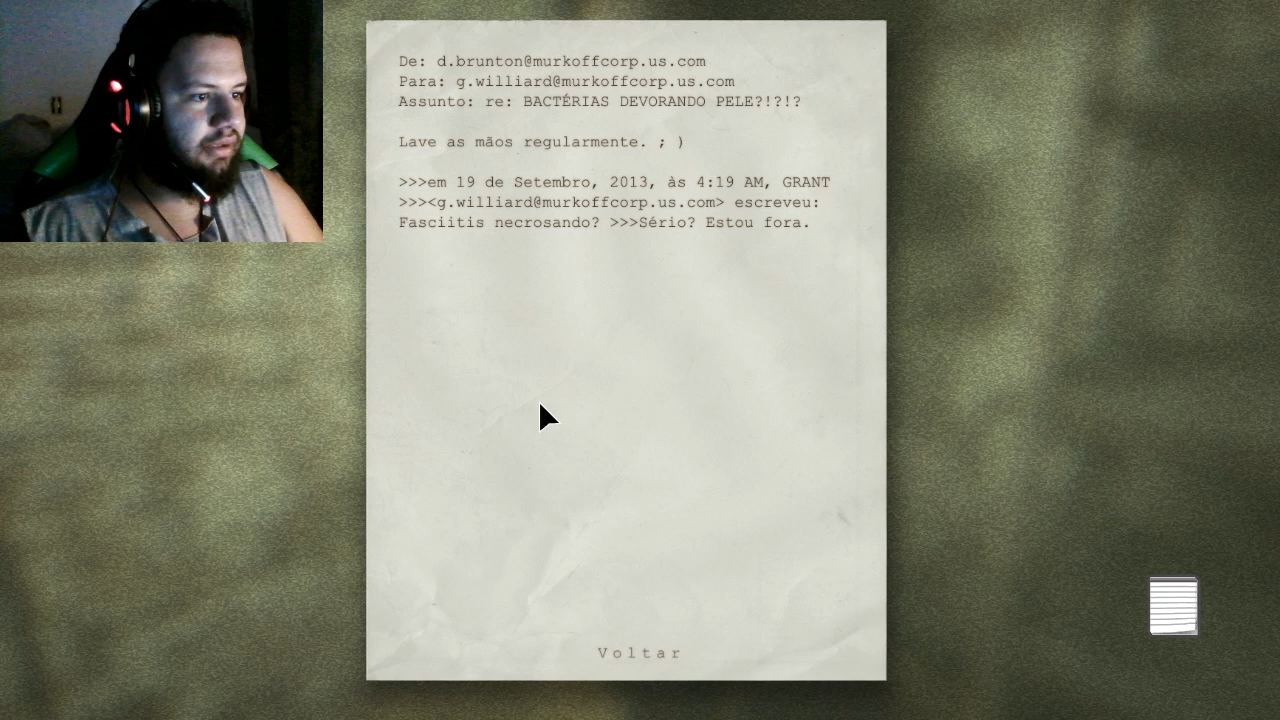 De: d.brunton@murkoffcorp.us.com
Para: g.williard@murkoffcorp.us.com
Assunto: re: BACTÉRIAS DEVORANDO PELE?!?!?
Lave as mãos regularmente. ; )
>>>em 19 de Setembro, 2013, às 4:19 AM, GRANT
>>><g.williard@murkoffcorp.us.com> escreveu:
Fasciitis necrosando? >>>Sério? Estou fora.
Voltar